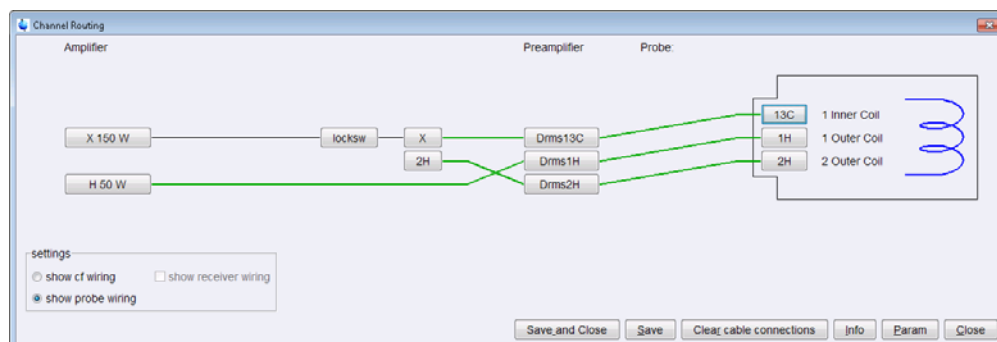 Channel Routing
Amplifier Preamplifier Probe:
13C 1 Inner Coil
X 150 W locksw X Drms13C 1H 1 Outer Coil
2H Drms1H 2H 2 Outer Coil
H 50 W Drms2H
settings
show cf wiring show receiver wiring
show probe wiring
Save and Close Save Clear cable connections Info Param Close